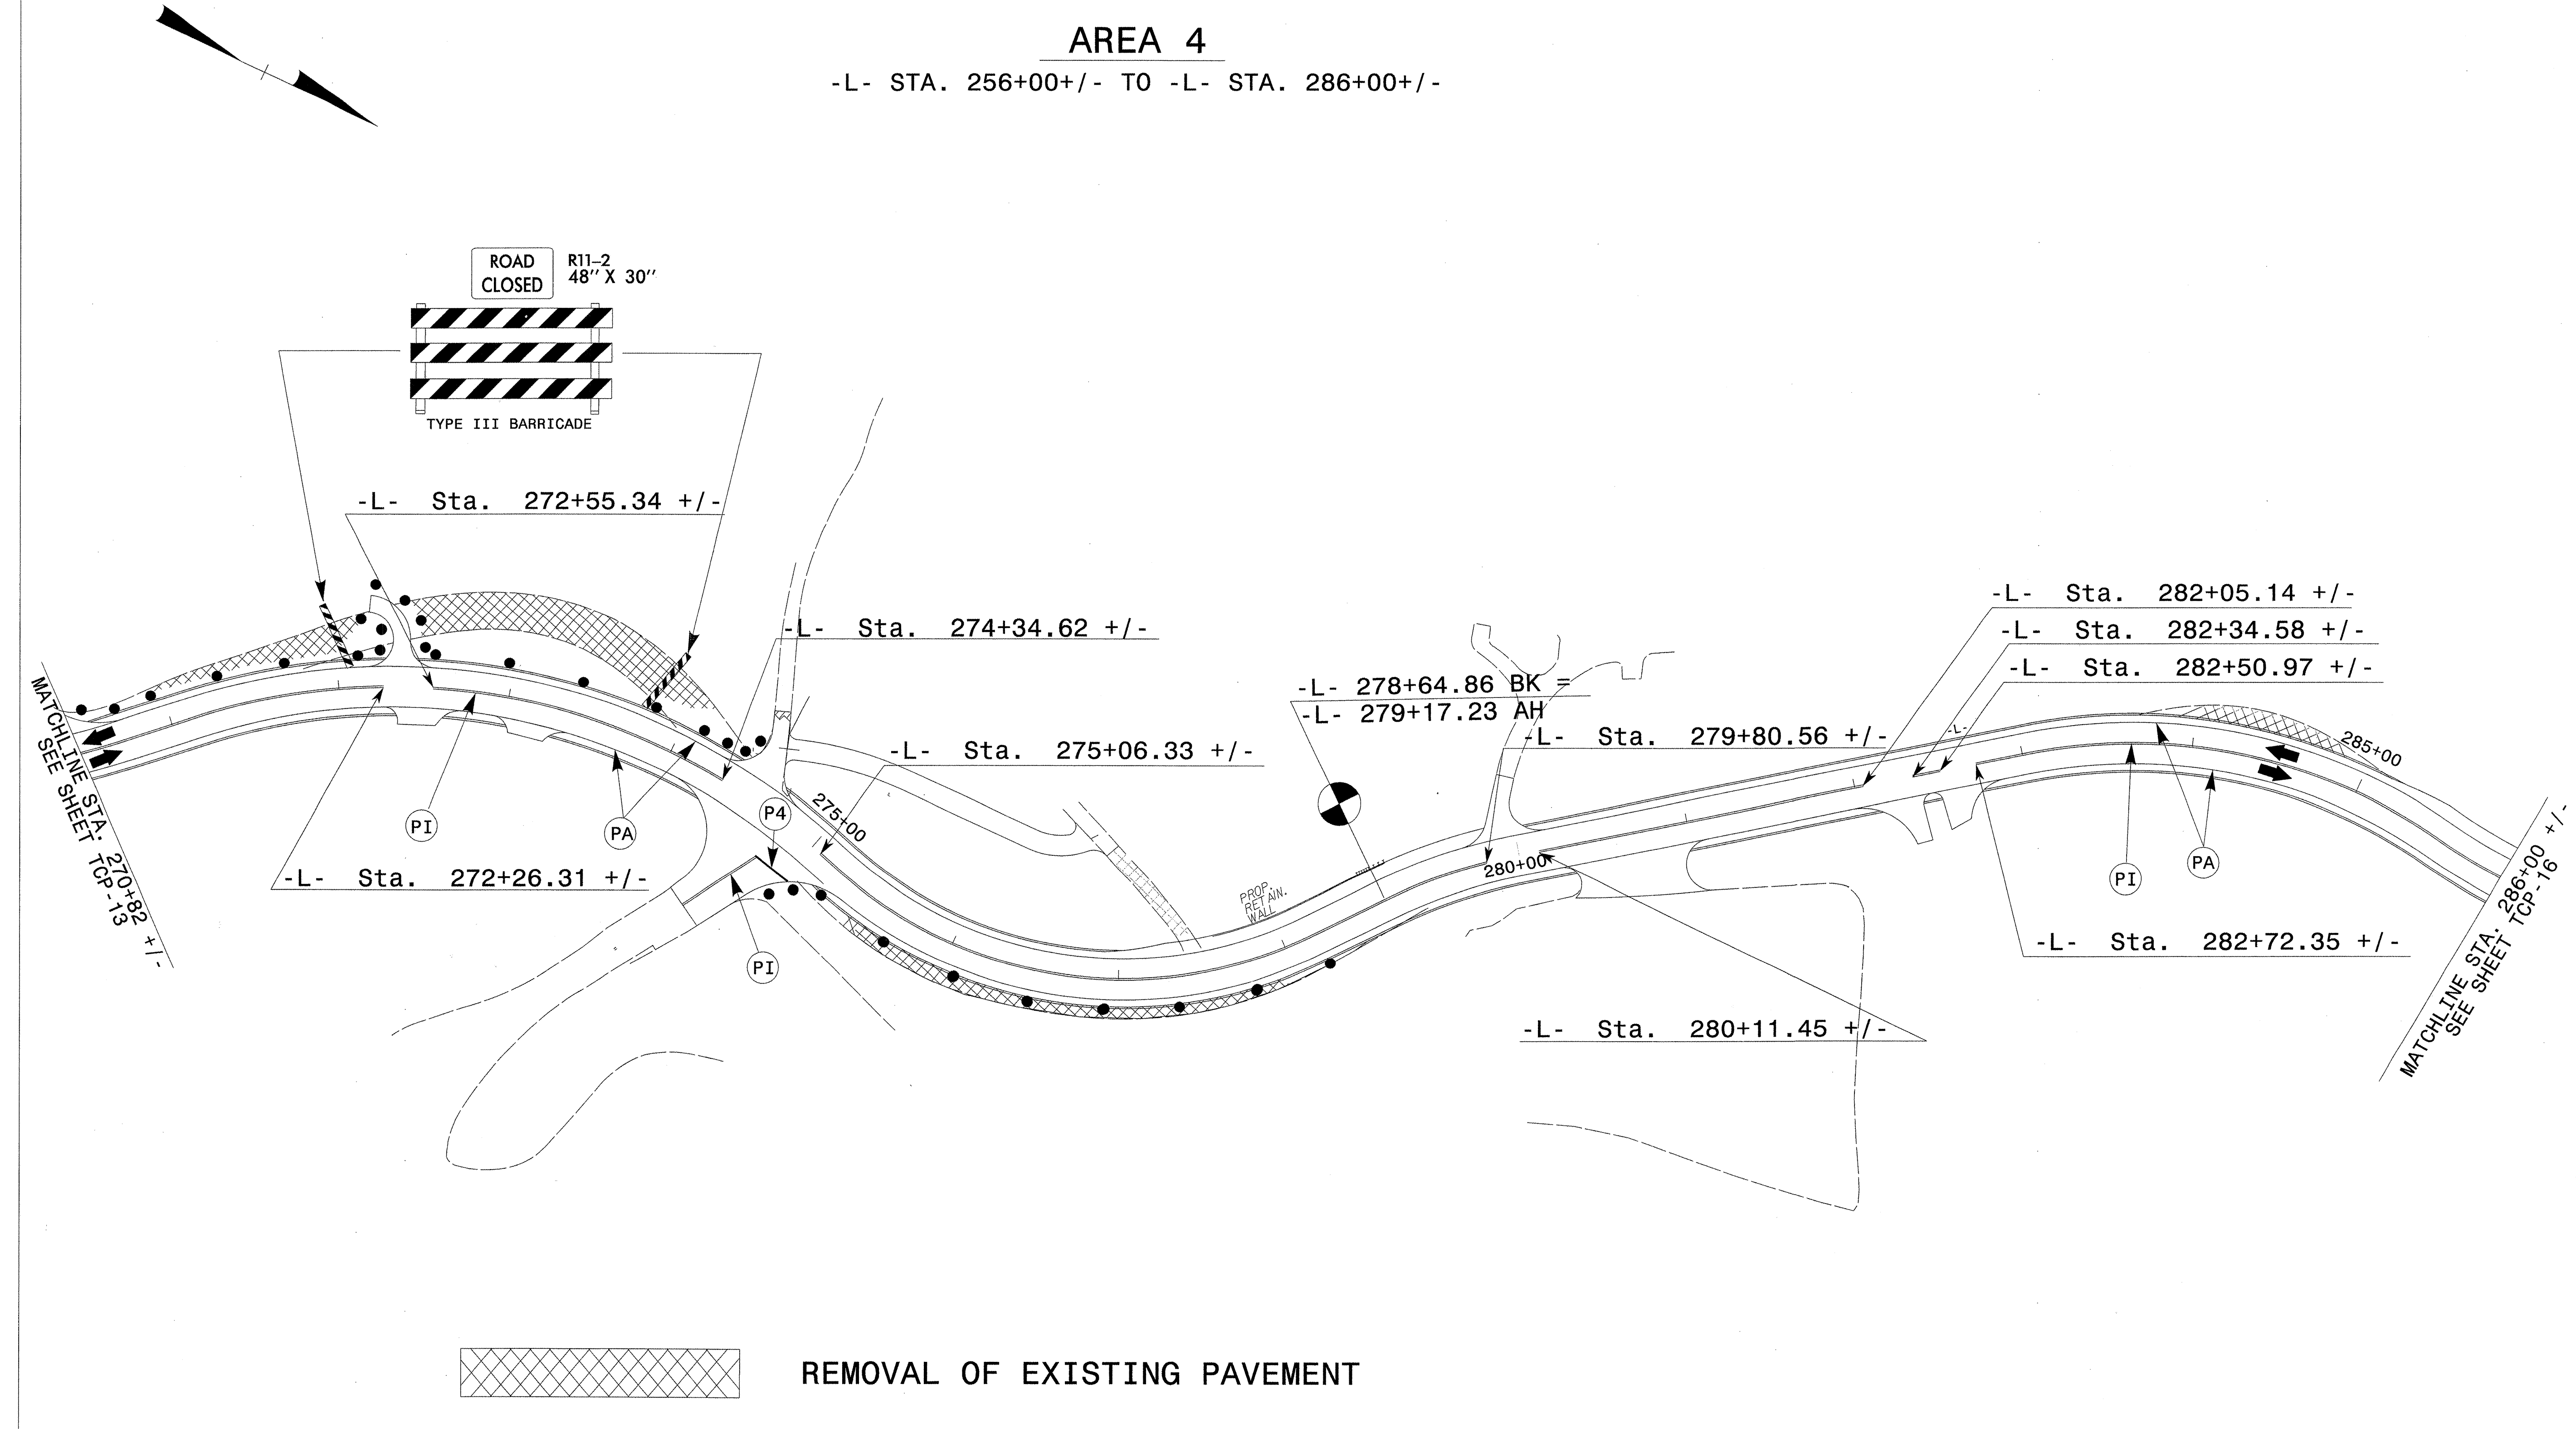 AREA 4
-L- STA. 256+00+/- TO -L- STA. 286+00+/-
ROAD
CLOSED
R11-2
48" X 30"
TYPE III BARRICADE
-L- Sta. 272+55.34 +/-
-L- Sta. 274+34.62 +/-
-L- Sta. 275+06.33 +/-
-L- 278+64.86 BK =
-L- 279+17.23 AH
-L- Sta. 279+80.56 +/-
-L- Sta. 282+05.14 +/-
-L- Sta. 282+34.58 +/-
-L- Sta. 282+50.97 +/-
-L-
285+00
MATCHLINE STA. 270+82 +/-
SEE SHEET TCP-13
PI
PA
P4
275+00
-L- Sta. 272+26.31 +/-
PI
PROP.
RETAIN.
WALL
280+00
PI
PA
-L- Sta. 282+72.35 +/-
-L- Sta. 280+11.45 +/-
MATCHLINE STA. 286+00 +/-
SEE SHEET TCP-16
REMOVAL OF EXISTING PAVEMENT